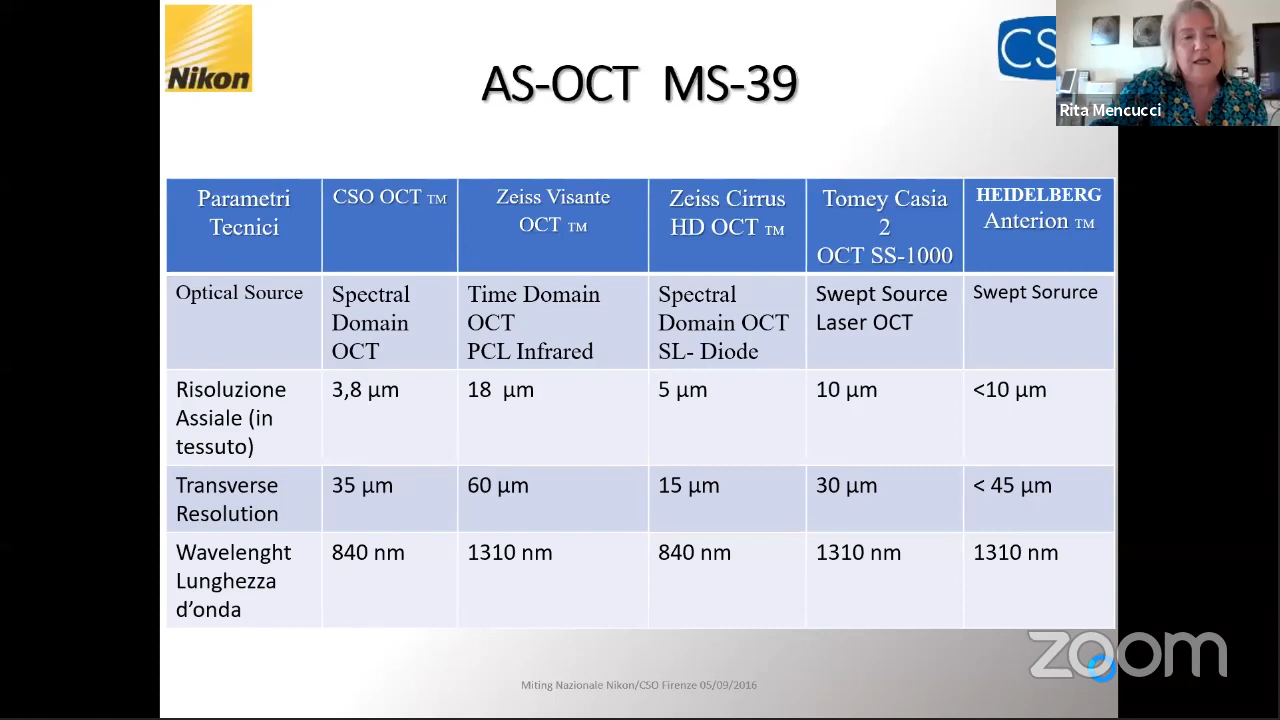 Nikon
CS
AS-OCT MS-39
Rita Mencucci
Parametri
Tecnici
CSO OCT TM
Zeiss Visante
OCT TM
Zeiss Cirrus
HD OCT TM
Tomey Casia
2
OCT SS-1000
HEIDELBERG
Anterion TM
Optical Source
Spectral
Domain
OCT
Time Domain
OCT
PCL Infrared
Spectral
Domain OCT
SL- Diode
Swept Source
Laser OCT
Swept Sorurce
Risoluzione
Assiale (in
tessuto)
3,8 µm
18 µm
5 µm
10 µm
<10 µm
Transverse
Resolution
35 µm
60 µm
15 µm
30 µm
< 45 µm
Wavelenght
Lunghezza
d’onda
840 nm
1310 nm
840 nm
1310 nm
1310 nm
Miting Nazionale Nikon/CSO Firenze 05/09/2016
zoom